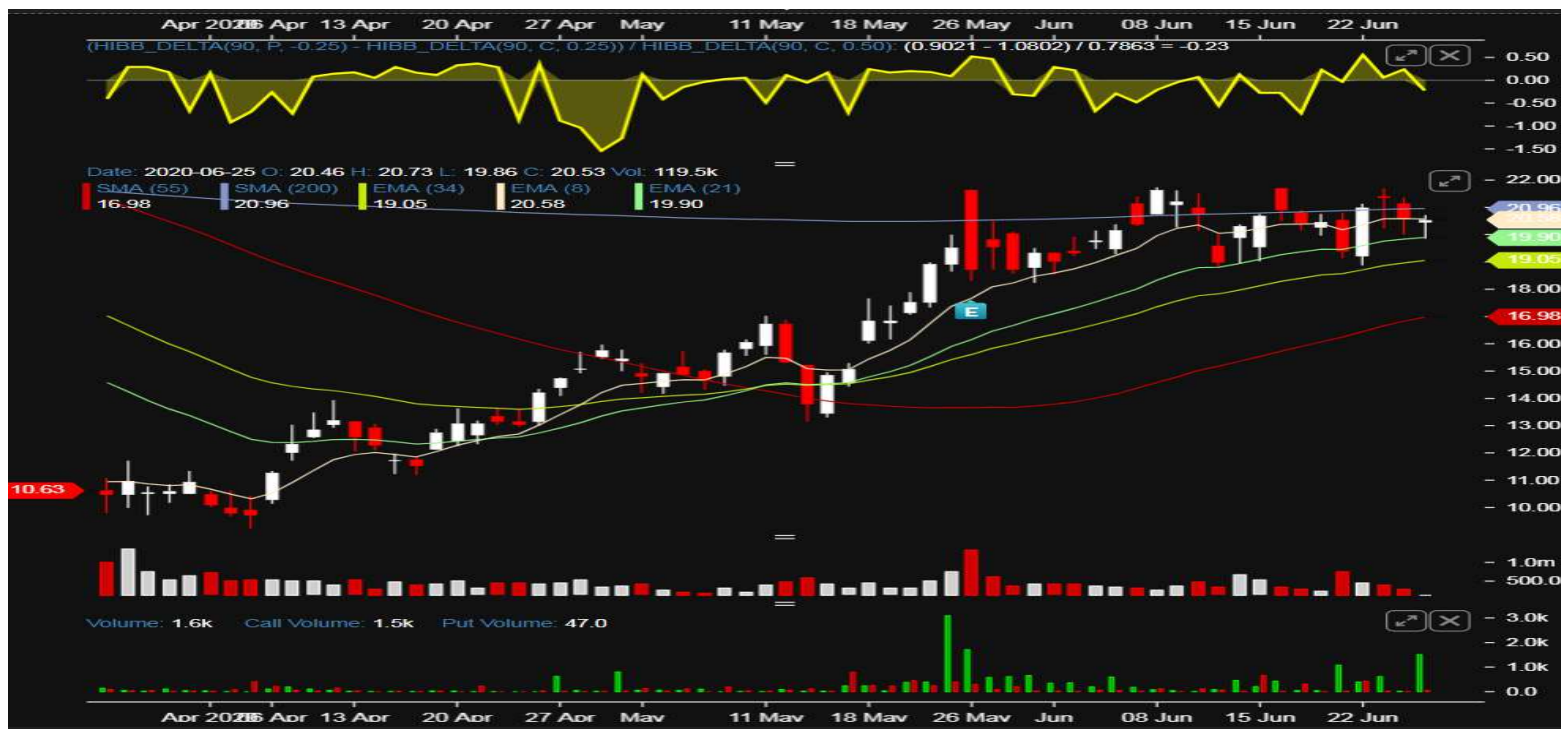 Apr 2020 06 Apr 13 Apr 20 Apr 27 Apr May 11 May 18 May 26 May Jun 08 Jun 15 Jun 22 Jun
(HIBB_DELTA(90, P, -0.25) - HIBB_DELTA(90, C, 0.25)) / HIBB_DELTA(90, C, 0.50): (0.9021 - 1.0802) / 0.7863 = -0.23
0.50
0.00
-0.50
-1.00
-1.50
Date: 2020-06-25 O: 20.46 H: 20.73 L: 19.86 C: 20.53 Vol: 119.5k
SMA (55) SMA (200) EMA (34) EMA (8) EMA (21)
16.98 20.96 19.05 20.58 19.90
22.00
20.96
20.58
19.90
19.05
18.00
16.98
16.00
15.00
14.00
13.00
12.00
11.00
10.00
E
10.63
1.0m
500.0
Volume: 1.6k Call Volume: 1.5k Put Volume: 47.0
3.0k
2.0k
1.0k
0.0
Apr 2020 06 Apr 13 Apr 20 Apr 27 Apr May 11 May 18 May 26 May Jun 08 Jun 15 Jun 22 Jun